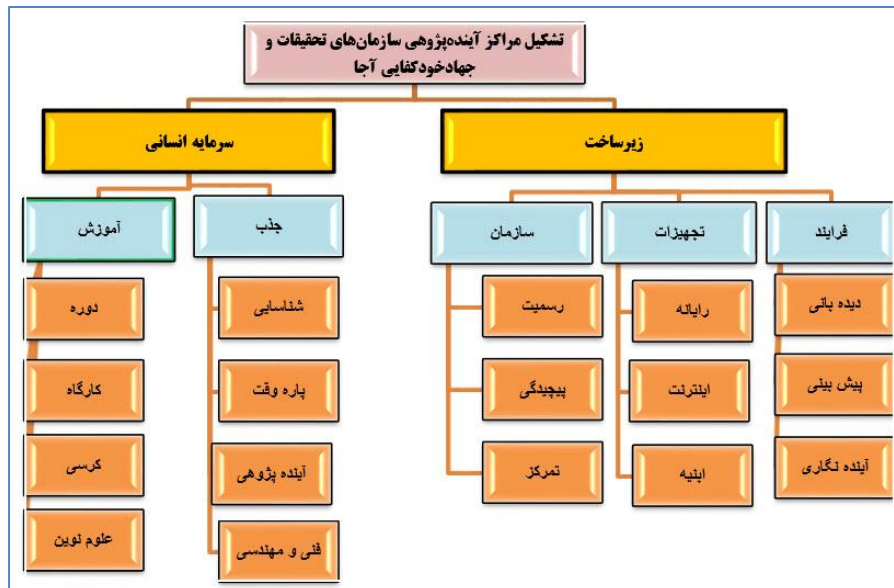 تشکیل مراکز آینده‌پژوهی سازمان‌های تحقیقات و
جهادخودکفایی آجا
زیرساخت
سرمایه انسانی
فرایند
تجهیزات
سازمان
جذب
آموزش
دیده بانی
پیش بینی
آینده نگاری
رایانه
اینترنت
ابنیه
رسمیت
پیچیدگی
تمرکز
شناسایی
پاره وقت
آینده پژوهی
فنی و مهندسی
دوره
کارگاه
کرسی
علوم نوین